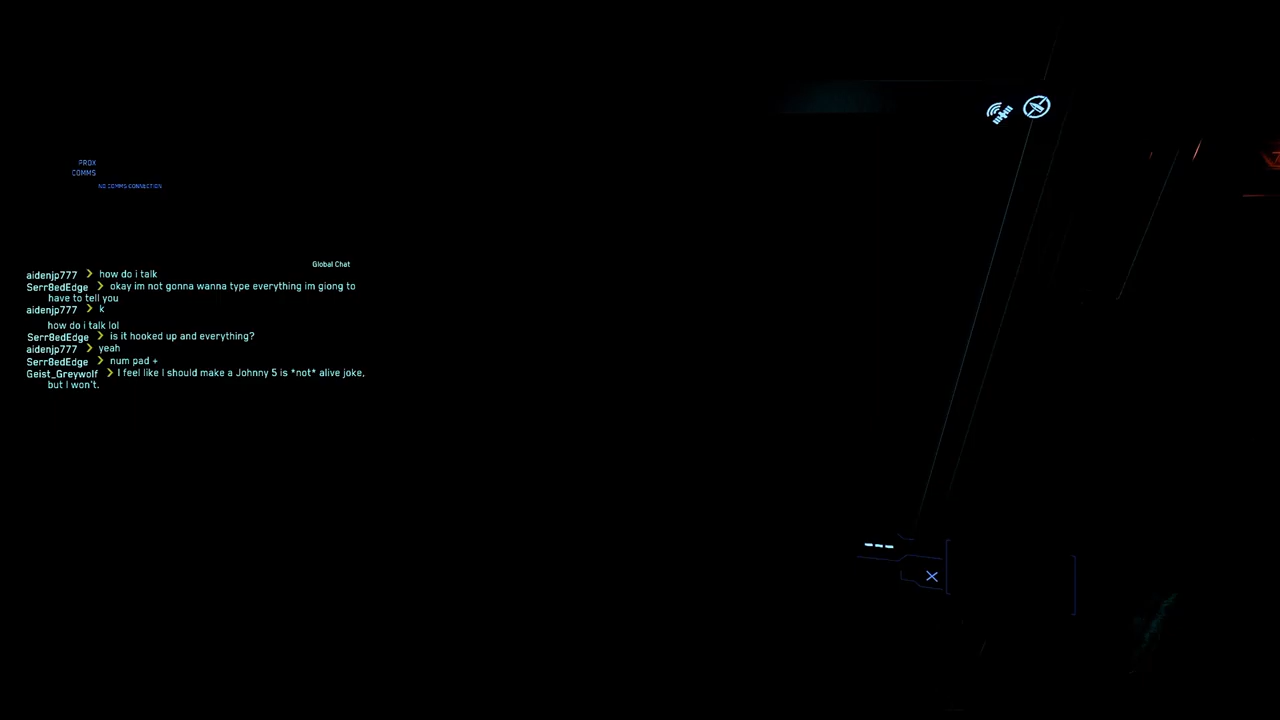 PROX
COMMS
NO COMMS CONNECTION
Global Chat
aidenjp777 > how do i talk
Serr8edEdge > okay im not gonna wanna type everything im giong to
have to tell you
aidenjp777 > k
how do i talk lol
Serr8edEdge > is it hooked up and everything?
aidenjp777 > yeah
Serr8edEdge > num pad +
Geist_Greywolf > I feel like I should make a Johnny 5 is *not* alive joke,
but I won't.